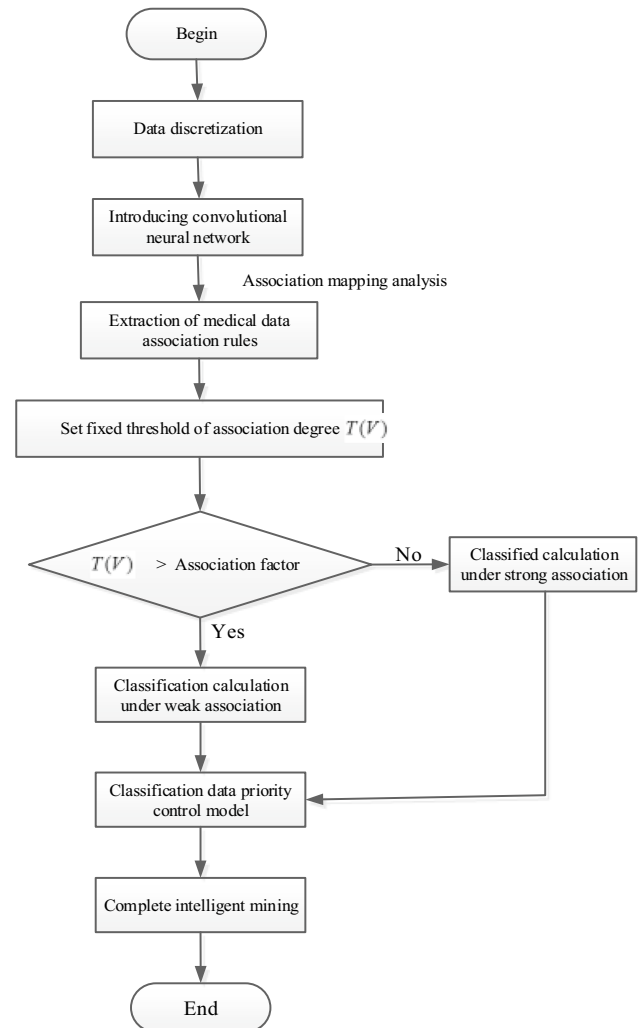 Begin
Data discretization
Introducing convolutional
neural network
Association mapping analysis
Extraction of medical data
association rules
Set fixed threshold of association degree T(V)
T(V) > Association factor
No
Classified calculation
under strong association
Yes
Classification calculation
under weak association
Classification data priority
control model
Complete intelligent mining
End